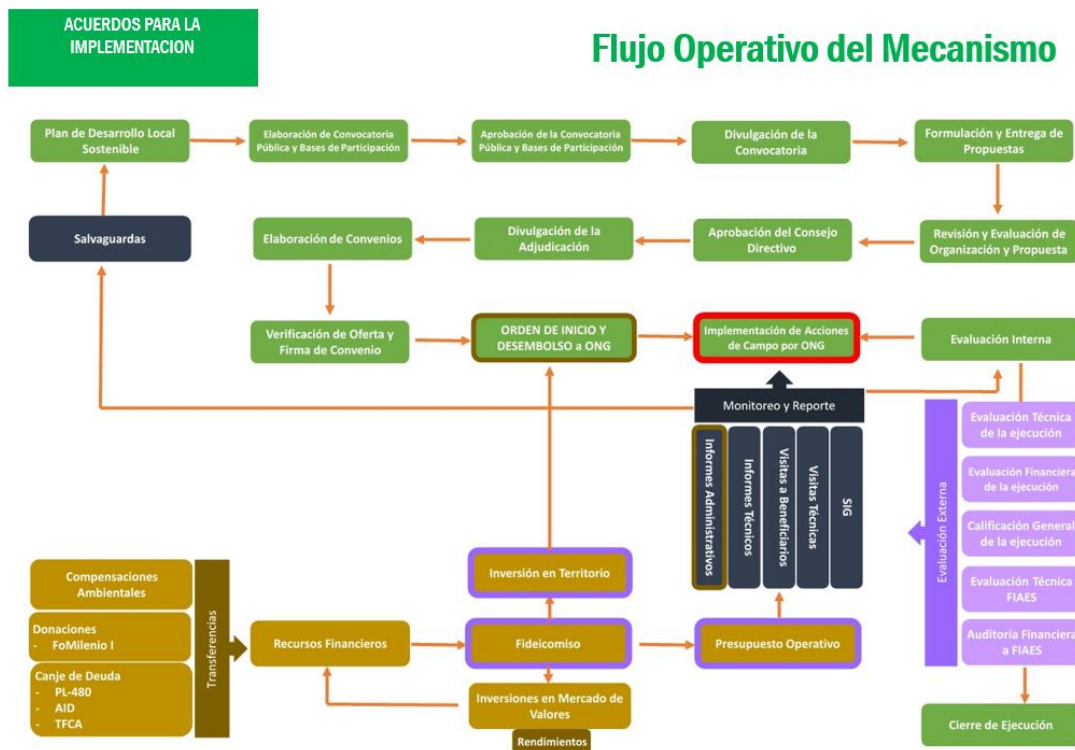 ACUERDOS PARA LA
IMPLEMENTACION
Flujo Operativo del Mecanismo
Plan de Desarrollo Local
Sostenible
Elaboración de Convocatoria
Pública y Bases de Participación
Aprobación de la Convocatoria
Pública y Bases de Participación
Divulgación de la
Convocatoria
Formulación y Entrega de
Propuestas
Salvaguardas
Elaboración de Convenios
Divulgación de la
Adjudicación
Aprobación del Consejo
Directivo
Revisión y Evaluación de
Organización y Propuesta
Verificación de Oferta y
Firma de Convenio
ORDEN DE INICIO Y
DESEMBOLSO a ONG
Implementación de Acciones
de Campo por ONG
Evaluación Interna
Monitoreo y Reporte
Informes Administrativos
Informes Técnicos
Visitas a Beneficiarios
Visitas Técnicas
SIG
Evaluación Externa
Evaluación Técnica
de la ejecución
Evaluación Financiera
de la ejecución
Calificación General
de la ejecución
Evaluación Técnica
FIAES
Auditoría Financiera
a FIAES
Cierre de Ejecución
Compensaciones
Ambientales
Donaciones
- FoMilenio I
Canje de Deuda
- PL-480
- AID
- TFCA
Transferencias
Recursos Financieros
Inversión en Territorio
Fideicomiso
Presupuesto Operativo
Inversiones en Mercado de
Valores
Rendimientos